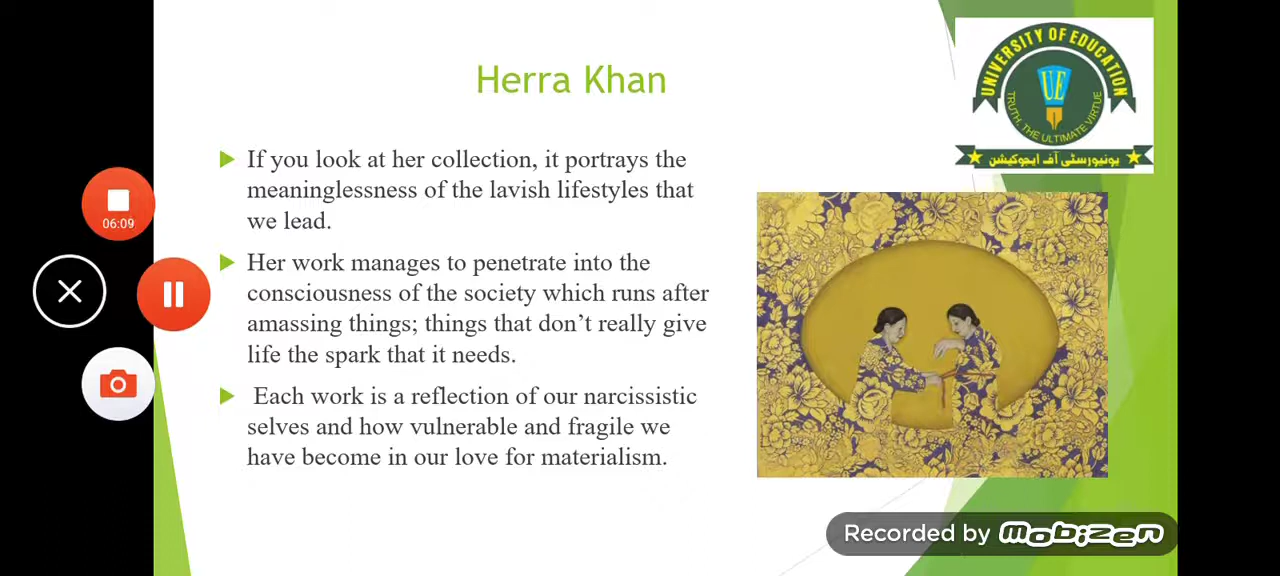 Herra Khan
UNIVERSITY OF EDUCATION
UE
TRUTH, THE ULTIMATE VIRTUE
یونیورسٹی آف ایجوکیشن
If you look at her collection, it portrays the
meaninglessness of the lavish lifestyles that
we lead.
06:09
Her work manages to penetrate into the
consciousness of the society which runs after
amassing things; things that don’t really give
life the spark that it needs.
Each work is a reflection of our narcissistic
selves and how vulnerable and fragile we
have become in our love for materialism.
Recorded by Mobizen